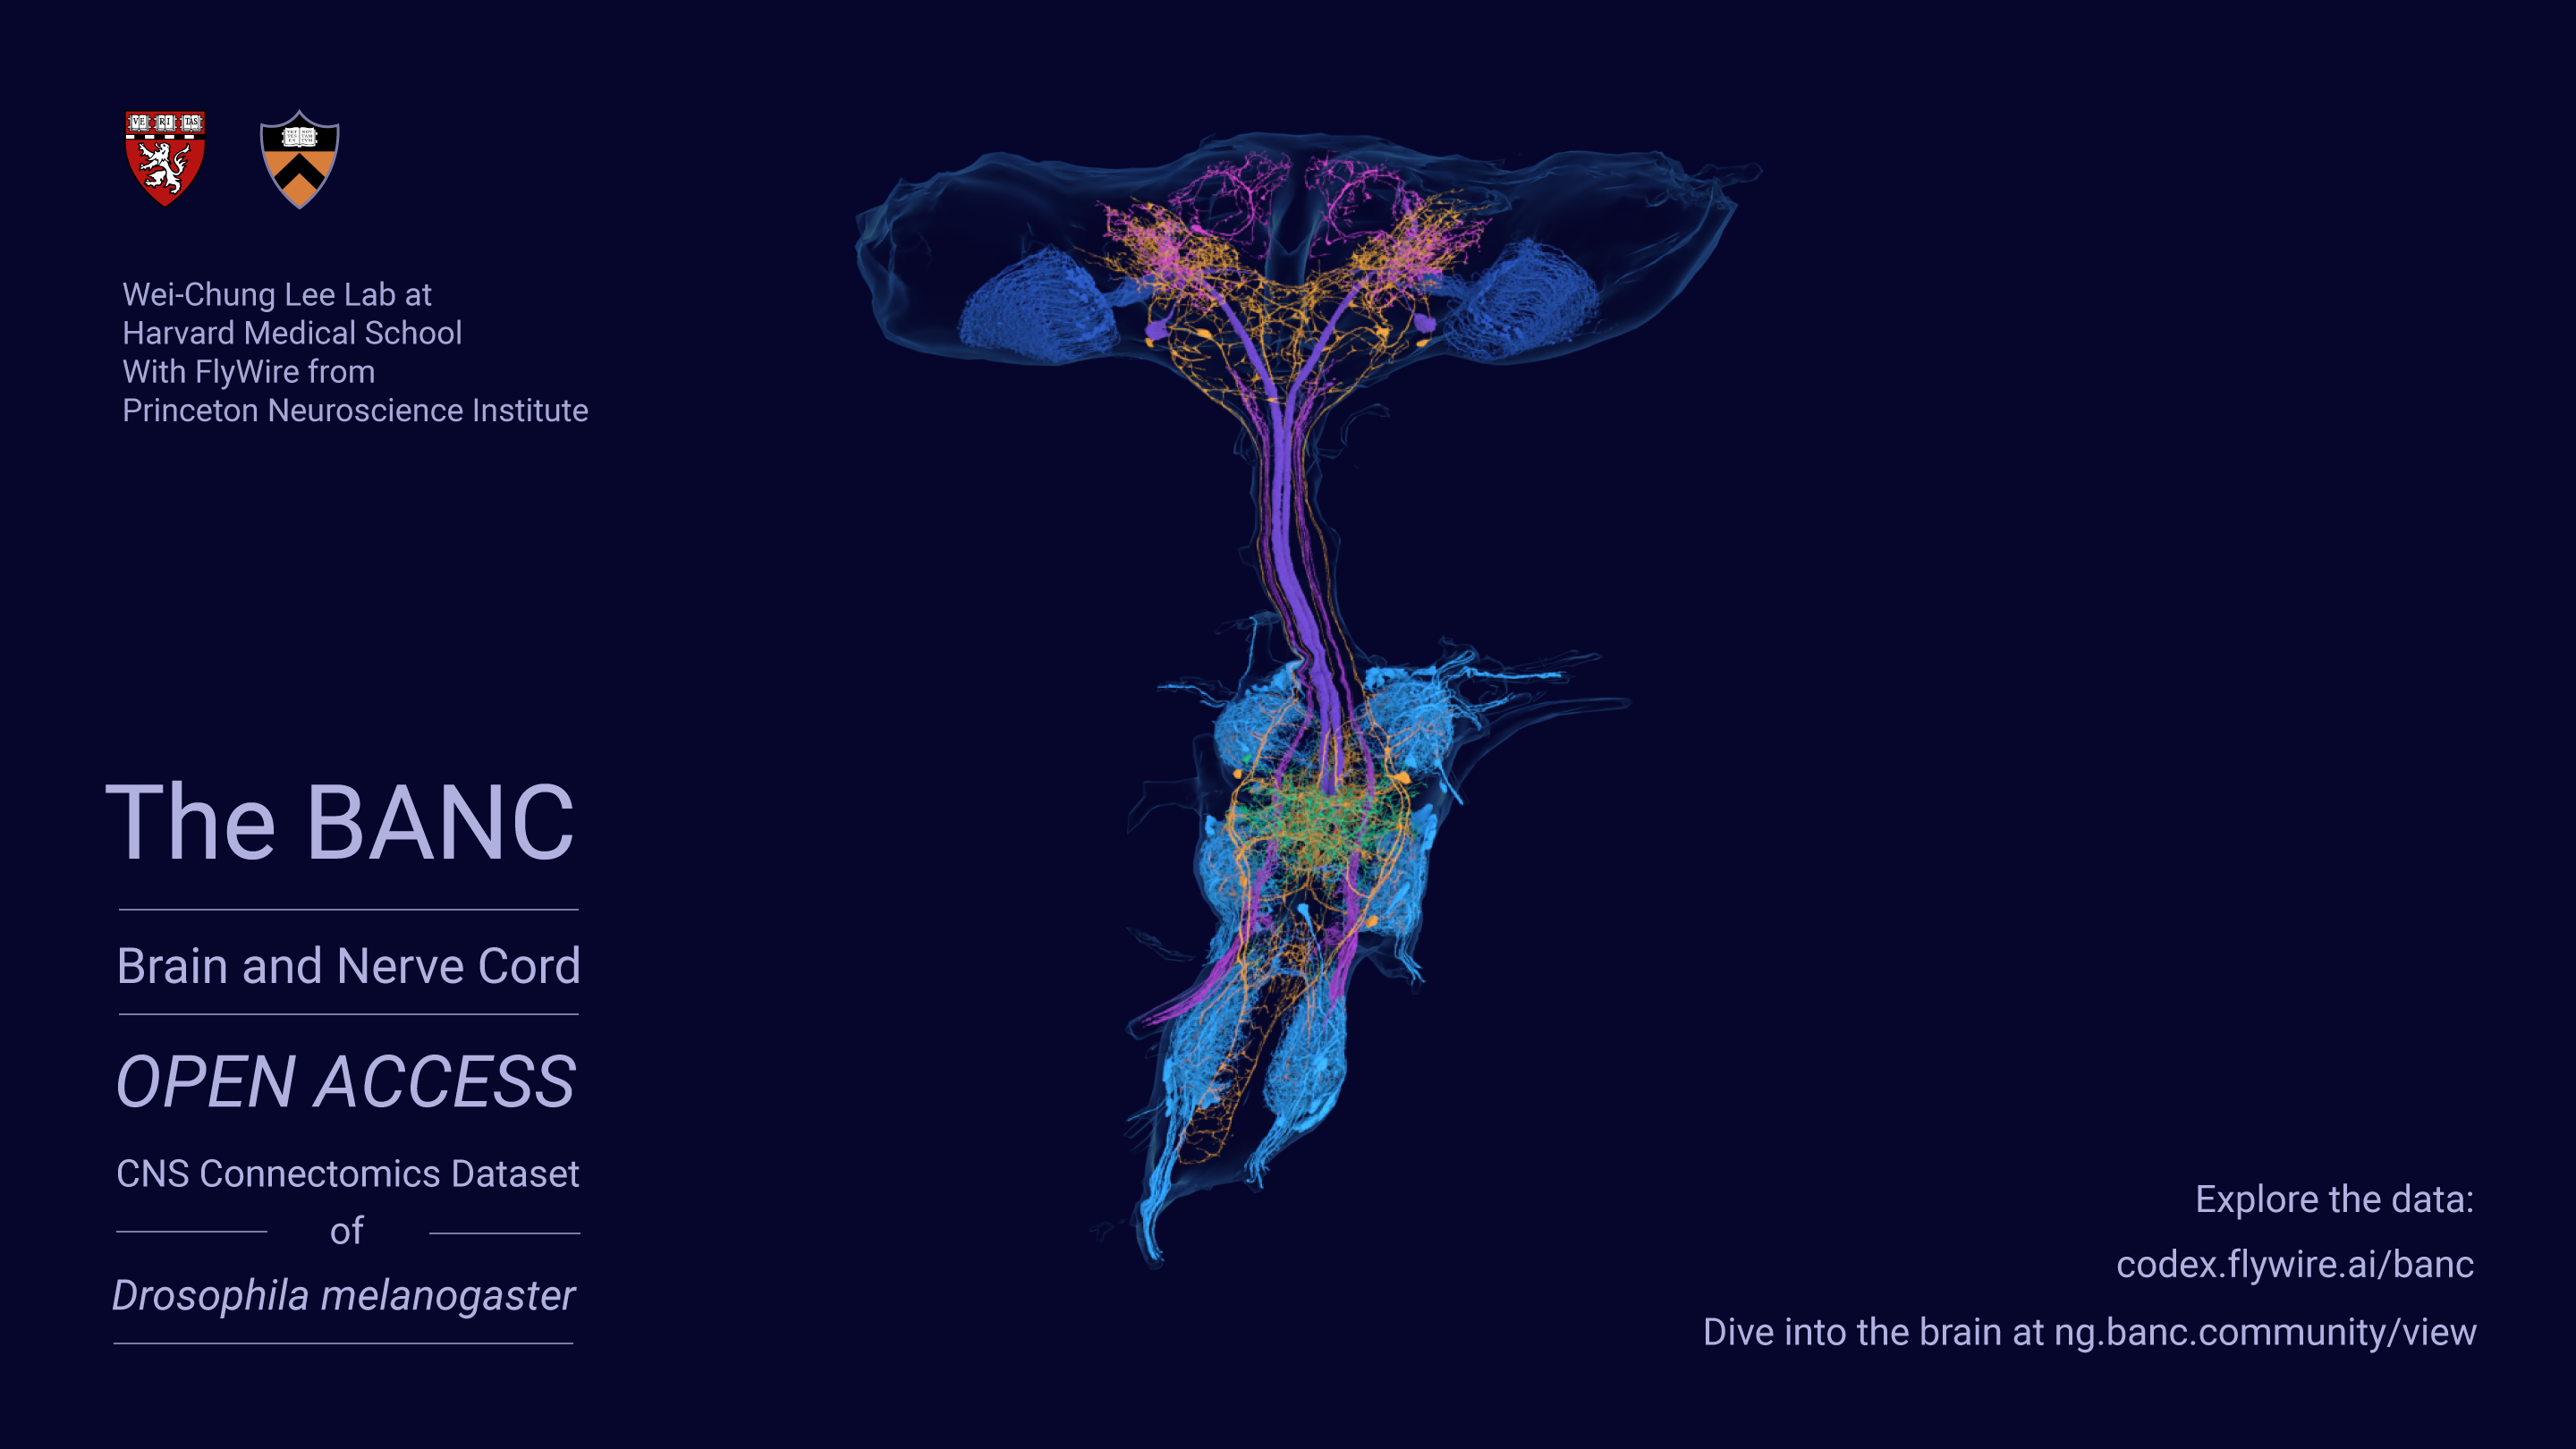 VE RI TAS
Wei-Chung Lee Lab at
Harvard Medical School
With FlyWire from
Princeton Neuroscience Institute
The BANC
Brain and Nerve Cord
OPEN ACCESS
CNS Connectomics Dataset
of
Drosophila melanogaster
Explore the data:
codex.flywire.ai/banc
Dive into the brain at ng.banc.community/view